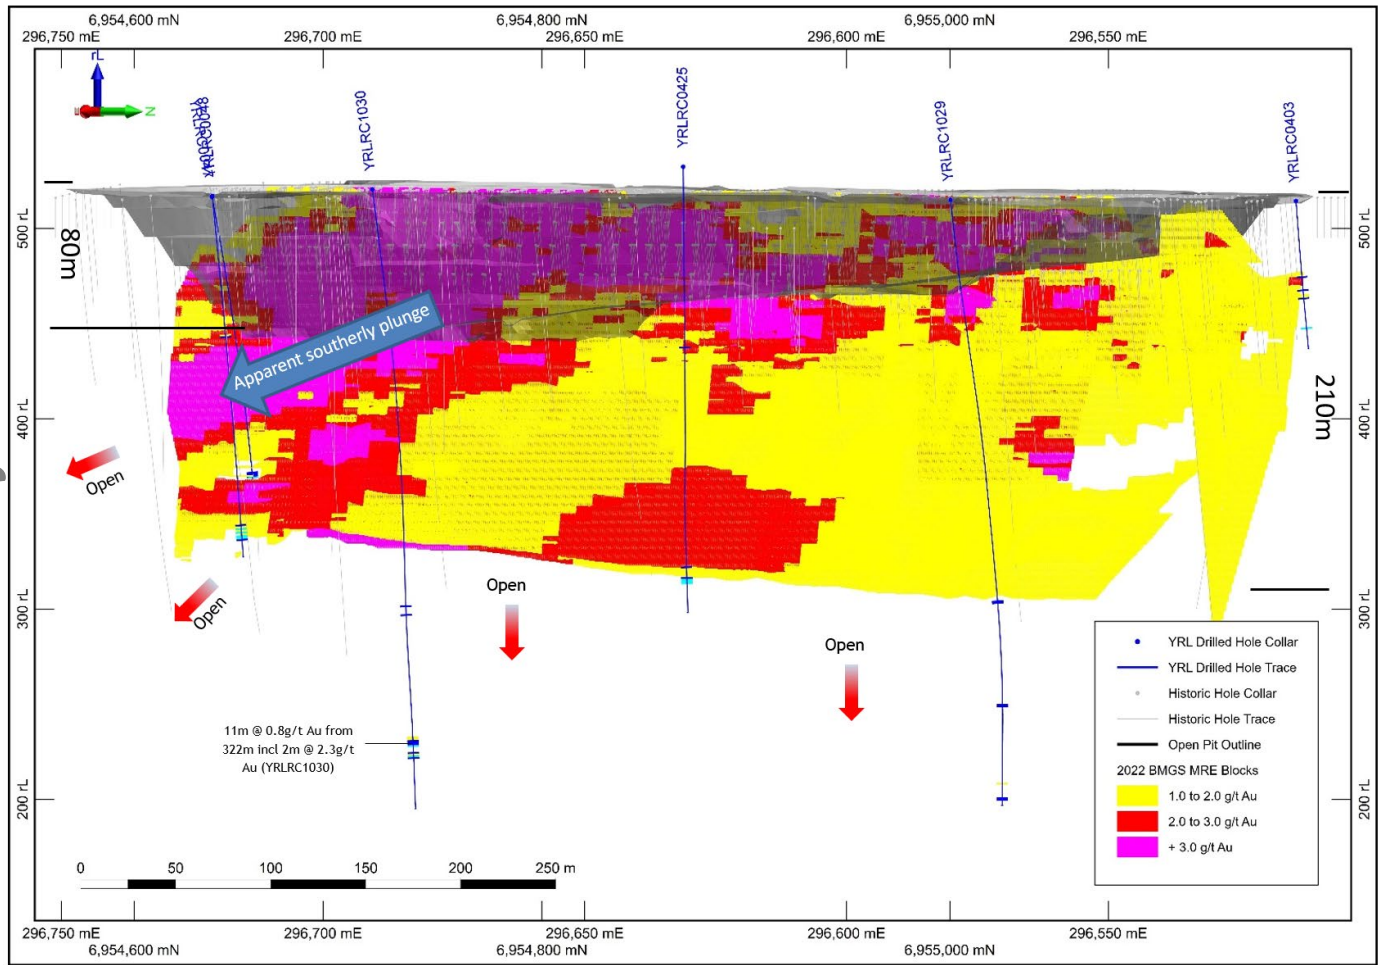 6,954,600 mN 6,954,800 mN 6,955,000 mN
296,750 mE 296,700 mE 296,650 mE 296,600 mE 296,550 mE
rL
N
YRLRC0048
YRLRC1030
YRLRC0425
YRLRC1029
YRLRC0403
500 rL
500 rL
80m
Apparent southerly plunge
400 rL
210m
400 rL
Open
Open
Open
Open
300 rL
300 rL
11m @ 0.8g/t Au from
322m incl 2m @ 2.3g/t
Au (YRLRC1030)
200 rL
200 rL
YRL Drilled Hole Collar
YRL Drilled Hole Trace
Historic Hole Collar
Historic Hole Trace
Open Pit Outline
2022 BMGS MRE Blocks
1.0 to 2.0 g/t Au
2.0 to 3.0 g/t Au
+ 3.0 g/t Au
0 50 100 150 200 250 m
296,750 mE 296,700 mE 296,650 mE 296,600 mE 296,550 mE
6,954,600 mN 6,954,800 mN 6,955,000 mN